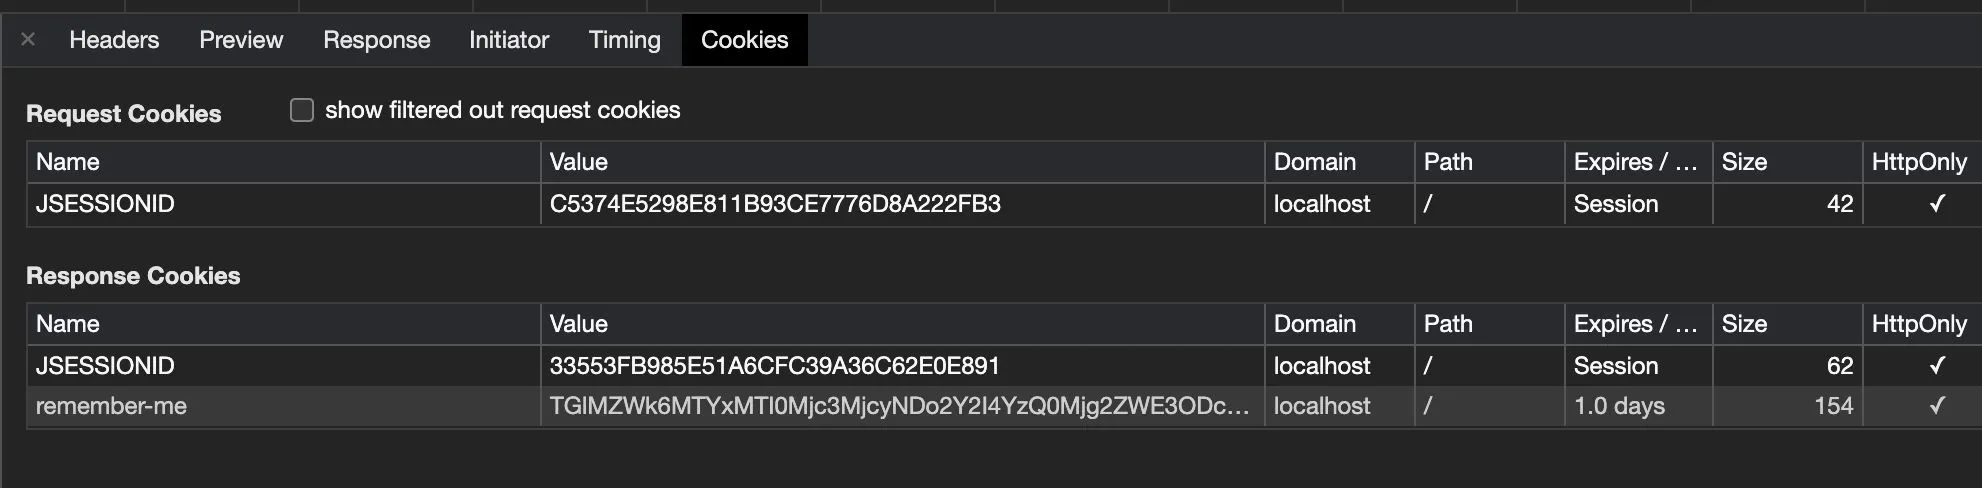 × Headers Preview Response Initiator Timing Cookies
Request Cookies show filtered out request cookies
Name Value Domain Path Expires / ... Size HttpOnly
JSESSIONID C5374E5298E811B93CE7776D8A222FB3 localhost / Session 42 ✓
Response Cookies
Name Value Domain Path Expires / ... Size HttpOnly
JSESSIONID 33553FB985E51A6CFC39A36C62E0E891 localhost / Session 62 ✓
remember-me TGlMZWk6MTYxMTI0Mjc3MjcyNDo2Y2I4YzQ0Mjg2ZWE3ODc... localhost / 1.0 days 154 ✓